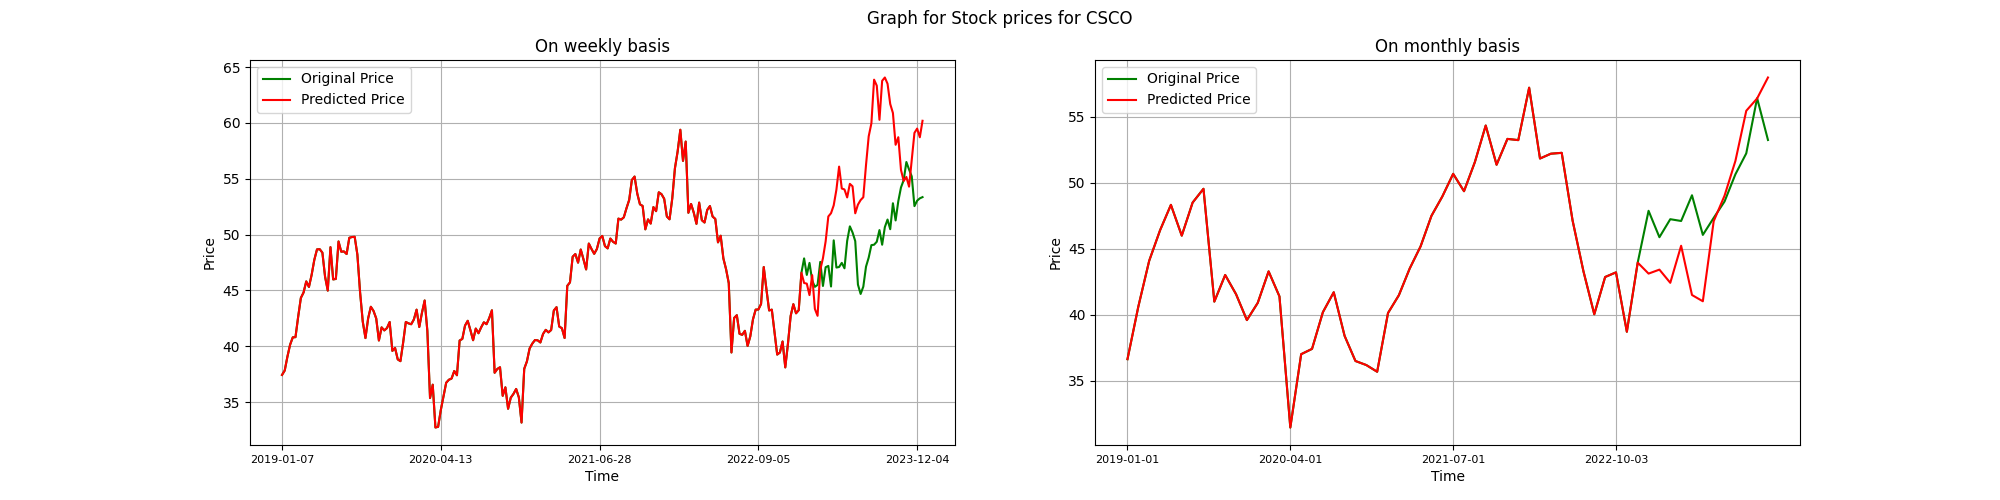 Graph for Stock prices for CSCO
On weekly basis
Original Price
Predicted Price
65
60
55
50
45
40
35
Price
2019-01-07
2020-04-13
2021-06-28
2022-09-05
2023-12-04
Time
On monthly basis
Original Price
Predicted Price
55
50
45
40
35
Price
2019-01-01
2020-04-01
2021-07-01
2022-10-03
Time